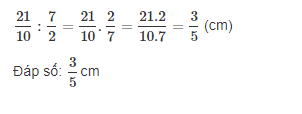 21/10 : 7/2 = 21/10 . 2/7 = 21.2/10.7 = 3/5 (cm)
Đáp số: 3/5 cm